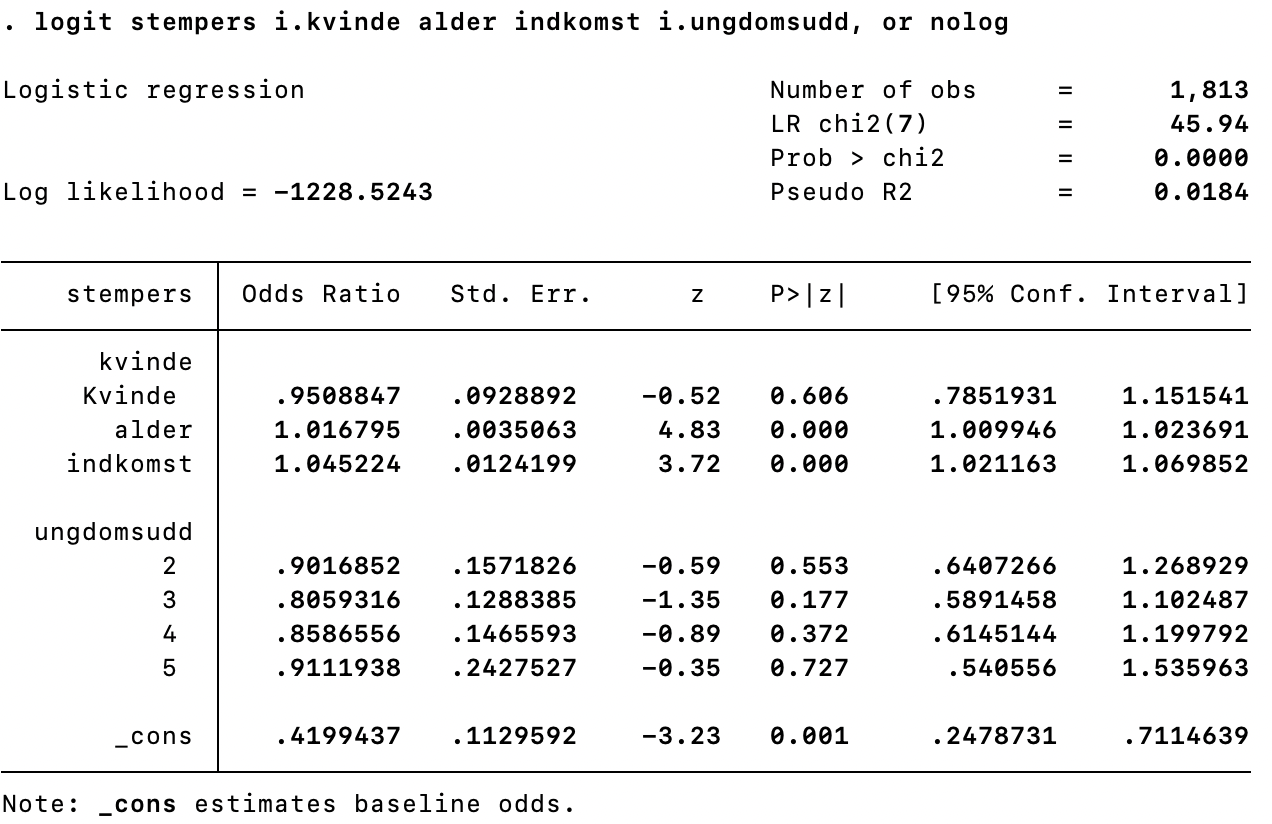 . logit stempers i.kvinde alder indkomst i.ungdomsudd, or nolog
Logistic regression Number of obs = 1,813
LR chi2(7) = 45.94
Prob > chi2 = 0.0000
Log likelihood = -1228.5243 Pseudo R2 = 0.0184
stempers Odds Ratio Std. Err. z P>|z| [95% Conf. Interval]
kvinde
Kvinde .9508847 .0928892 -0.52 0.606 .7851931 1.151541
alder 1.016795 .0035063 4.83 0.000 1.009946 1.023691
indkomst 1.045224 .0124199 3.72 0.000 1.021163 1.069852
ungdomsudd
2 .9016852 .1571826 -0.59 0.553 .6407266 1.268929
3 .8059316 .1288385 -1.35 0.177 .5891458 1.102487
4 .8586556 .1465593 -0.89 0.372 .6145144 1.199792
5 .9111938 .2427527 -0.35 0.727 .540556 1.535963
_cons .4199437 .1129592 -3.23 0.001 .2478731 .7114639
Note: _cons estimates baseline odds.